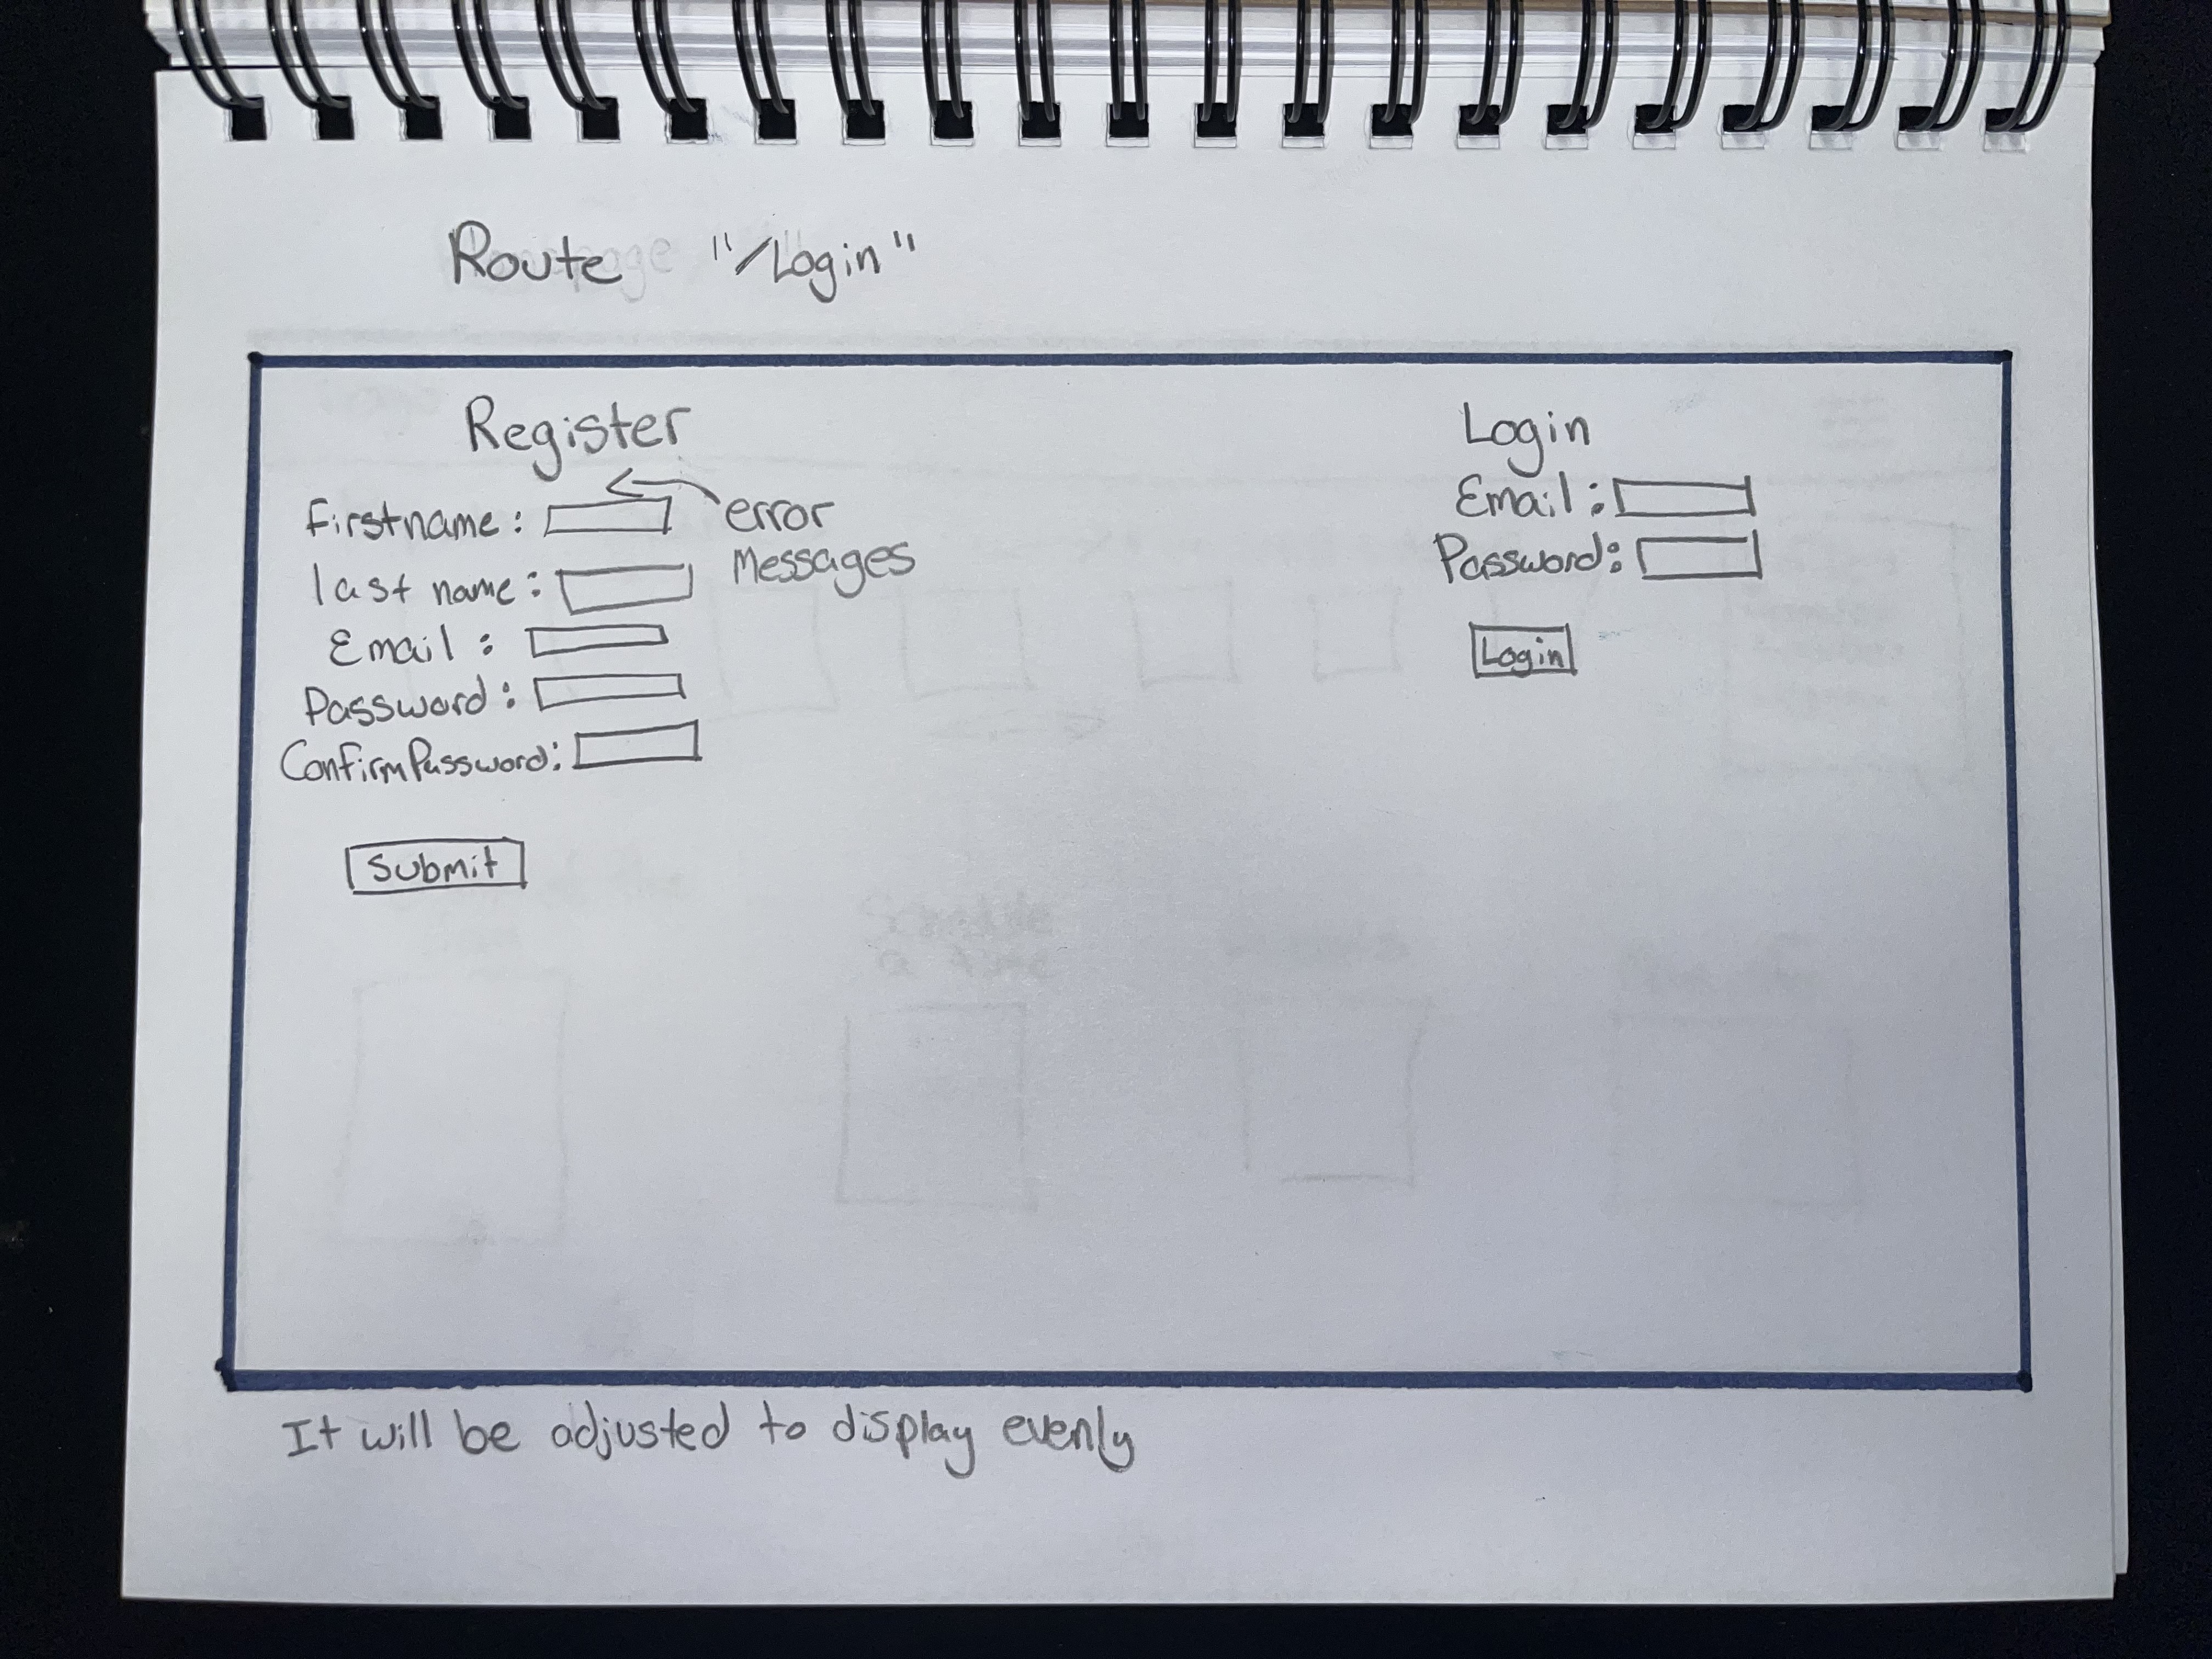 Route "/Login"
Register
firstname:
error
Messages
last name:
Email:
Password:
ConfirmPassword:
Submit
Login
Email:
Password:
Login
It will be adjusted to display evenly